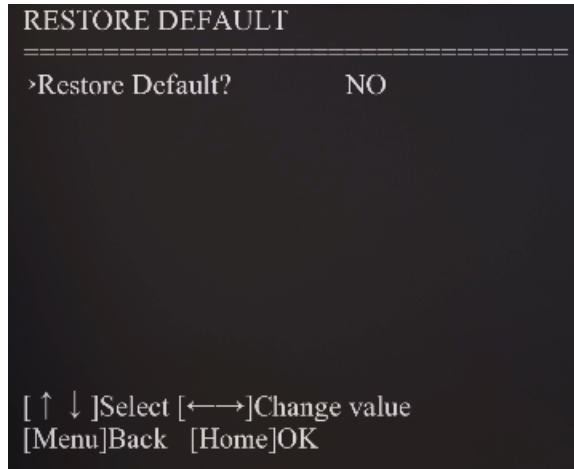 RESTORE DEFAULT
====================================
›Restore Default? NO
[ ↑ ↓ ]Select [←→]Change value
[Menu]Back [Home]OK